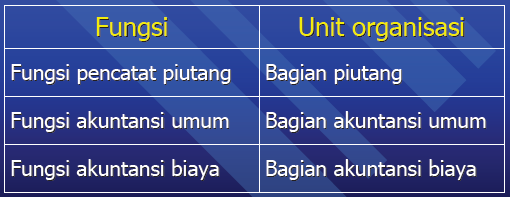 Fungsi Unit organisasi
Fungsi pencatat piutang Bagian piutang
Fungsi akuntansi umum Bagian akuntansi umum
Fungsi akuntansi biaya Bagian akuntansi biaya